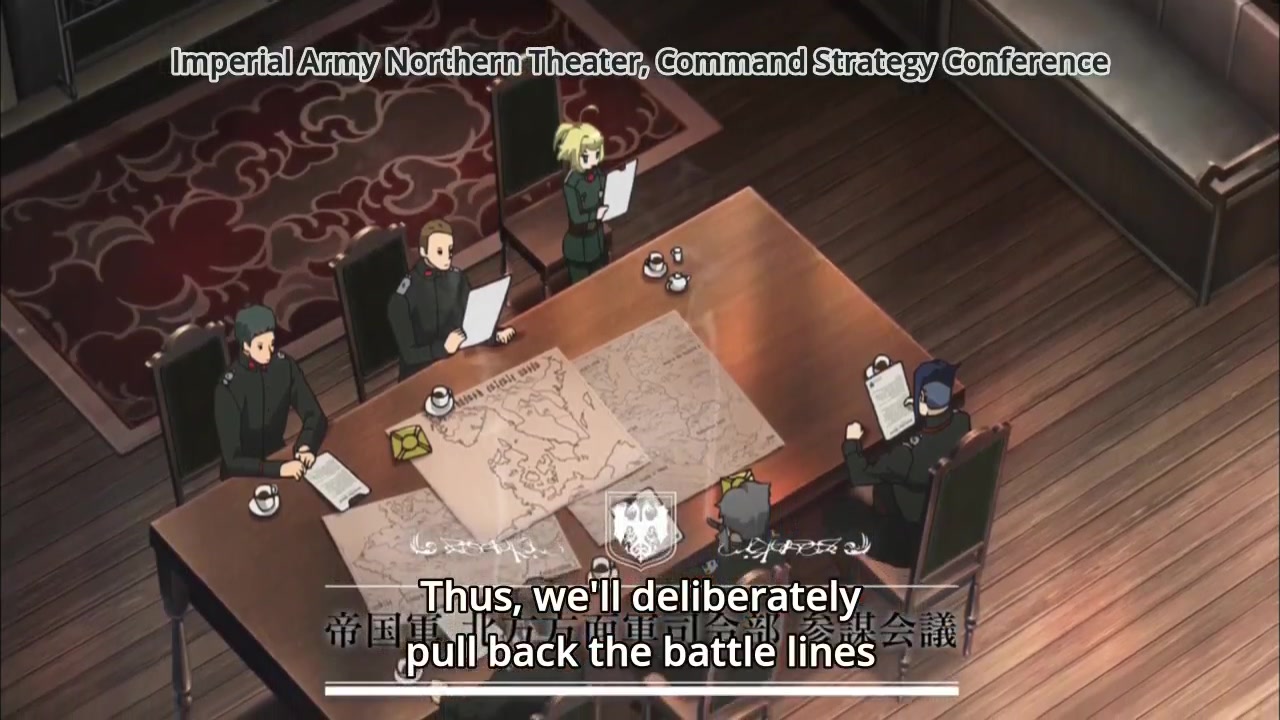 Imperial Army Northern Theater, Command Strategy Conference
Thus, we'll deliberately
帝国軍 北方方面軍司令部 参謀会議
pull back the battle lines